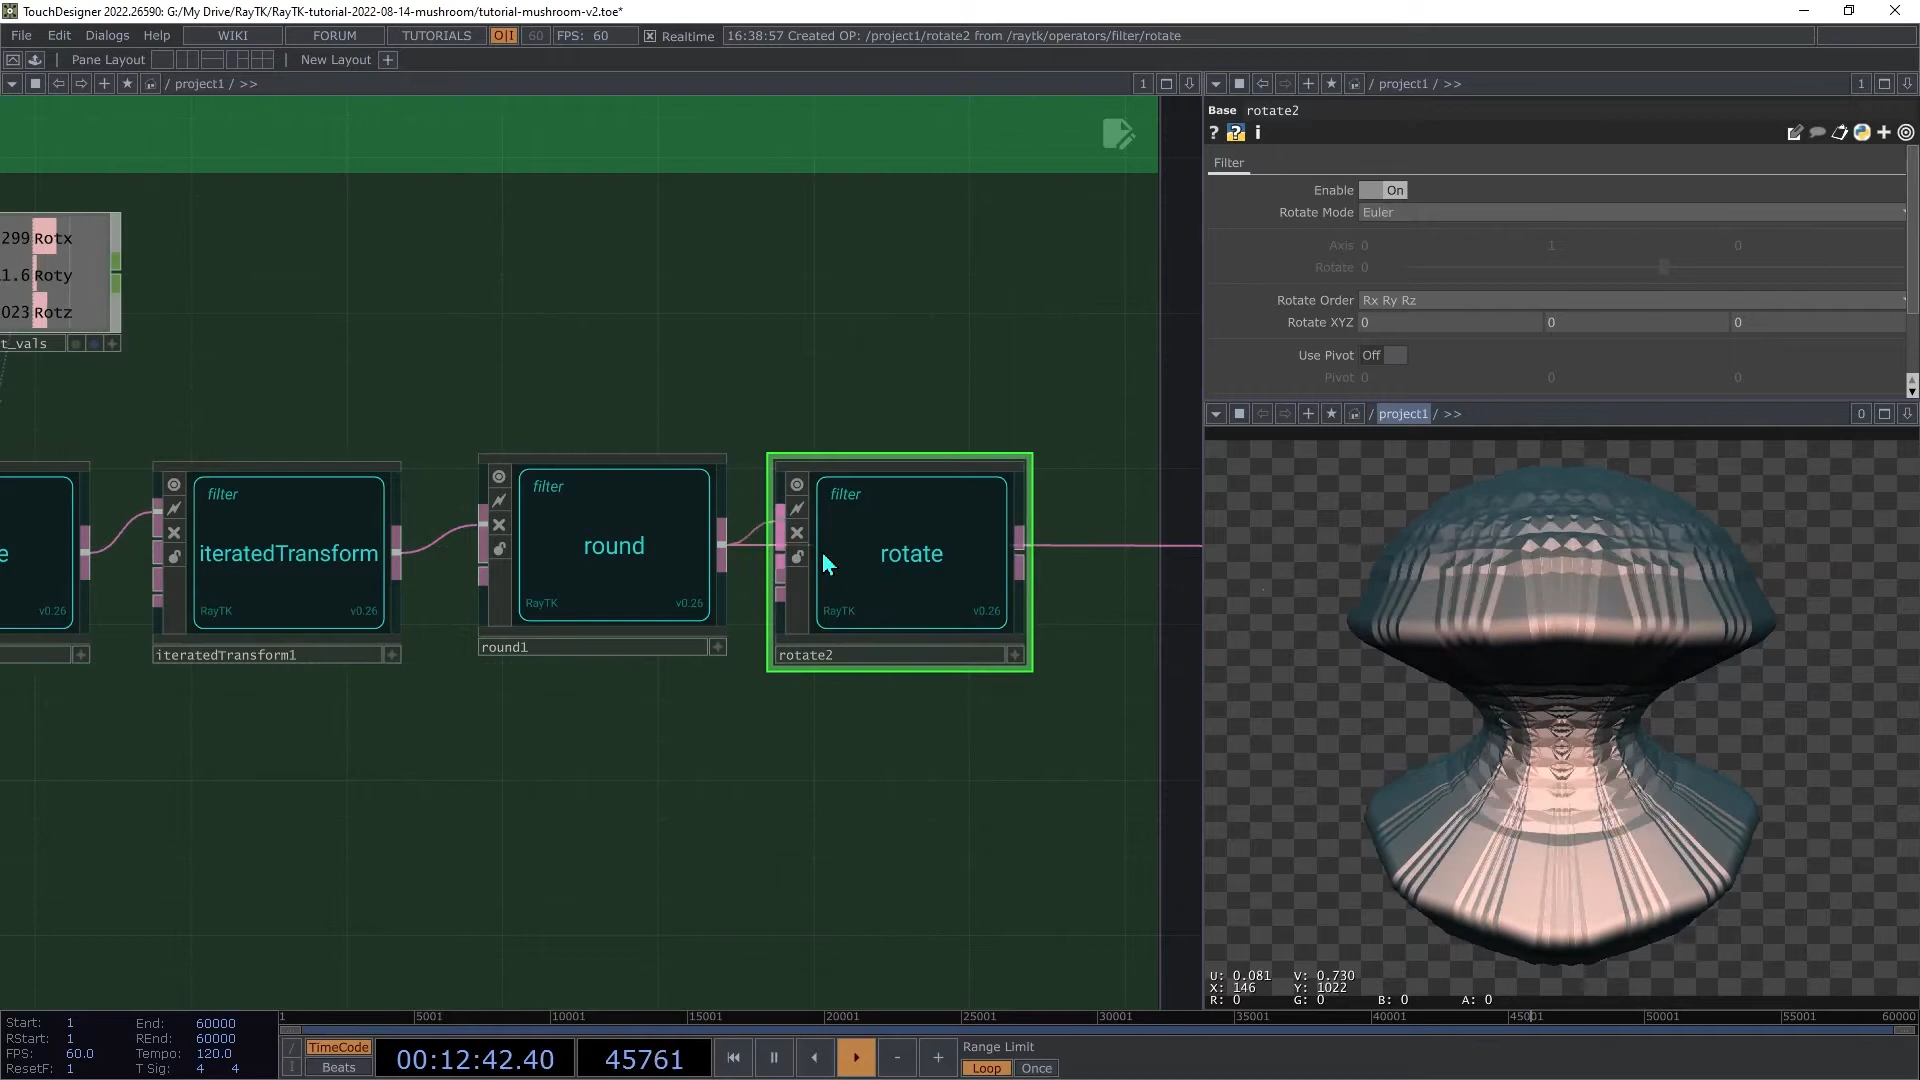 TouchDesigner 2022.26590: G:/My Drive/RayTK/RayTK-tutorial-2022-08-14-mushroom/tutorial-mushroom-v2.toe*
File Edit Dialogs Help WIKI FORUM TUTORIALS O|I 60 FPS: 60 Realtime 16:38:57 Created OP: /project1/rotate2 from /raytk/operators/filter/rotate
Pane Layout New Layout +
/ project1 / >> 1
/ project1 / >> 1
Base rotate2
? ? i
Filter
Enable On
Rotate Mode Euler
Axis 0 1 0
Rotate 0
Rotate Order Rx Ry Rz
Rotate XYZ 0 0 0
Use Pivot Off
Pivot 0 0 0
/ project1 / >> 0
299 Rotx
1.6 Roty
023 Rotz
t_vals
e
filter
iteratedTransform
RayTK v0.26
iteratedTransform1
filter
round
RayTK v0.26
round1
filter
rotate
RayTK v0.26
rotate2
U: 0.081 V: 0.730
X: 146 Y: 1022
R: 0 G: 0 B: 0 A: 0
Start: 1 End: 60000
RStart: 1 REnd: 60000
FPS: 60.0 Tempo: 120.0
ResetF: 1 T Sig: 4 4
1 5001 10001 15001 20001 25001 30001 35001 40001 45001 50001 55001 60000
TimeCode
Beats
00:12:42.40 45761
- +
Range Limit
Loop Once